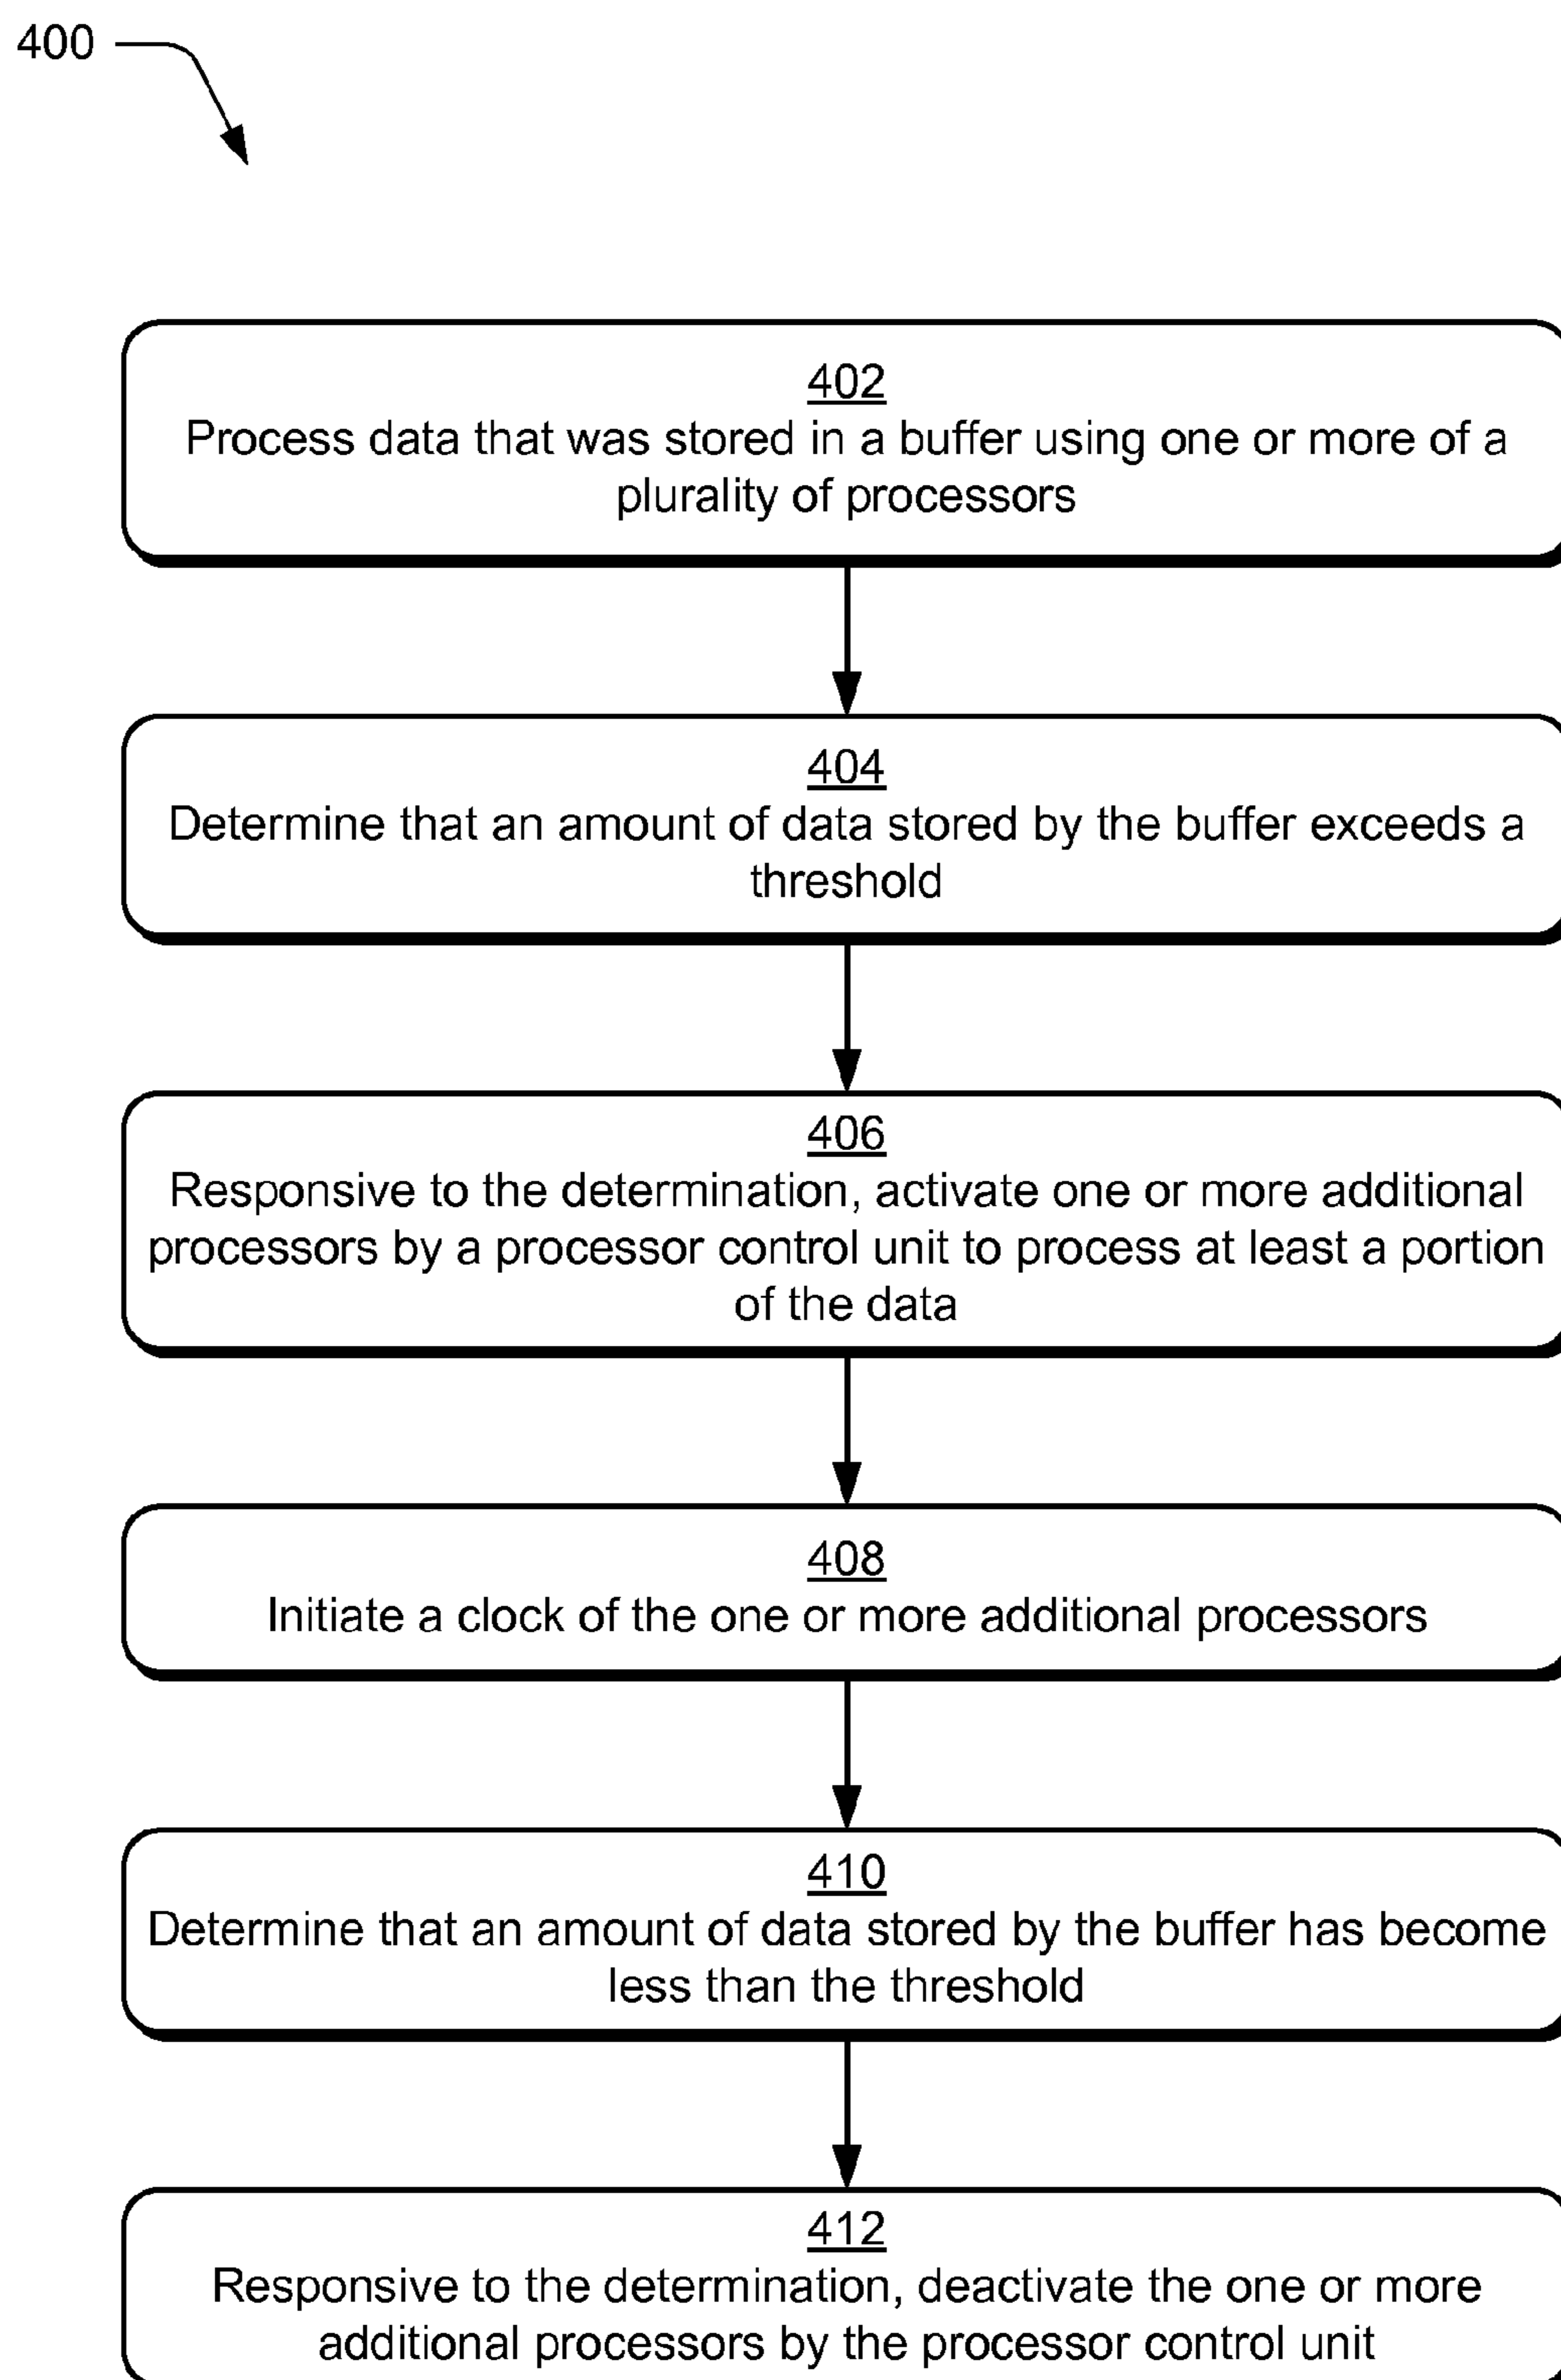 400
402
Process data that was stored in a buffer using one or more of a
plurality of processors
404
Determine that an amount of data stored by the buffer exceeds a
threshold
406
Responsive to the determination, activate one or more additional
processors by a processor control unit to process at least a portion
of the data
408
Initiate a clock of the one or more additional processors
410
Determine that an amount of data stored by the buffer has become
less than the threshold
412
Responsive to the determination, deactivate the one or more
additional processors by the processor control unit